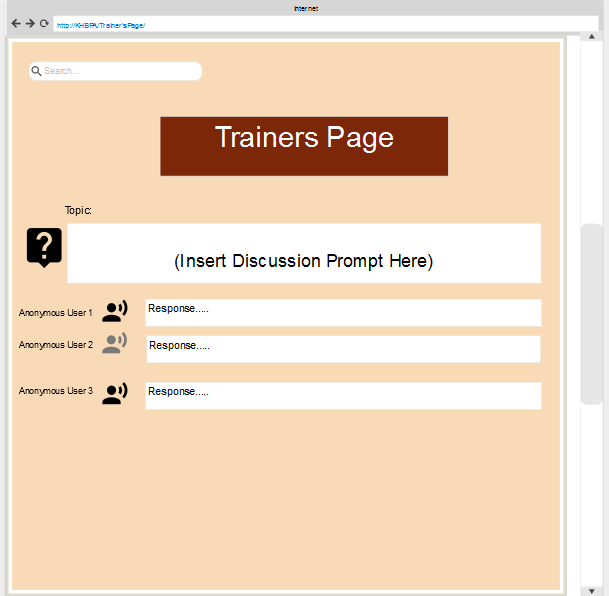 Internet
http://KHBPA/Trainer'sPage/
Search...
Trainers Page
Topic:
?
(Insert Discussion Prompt Here)
Anonymous User 1
Response.....
Anonymous User 2
Response.....
Anonymous User 3
Response.....